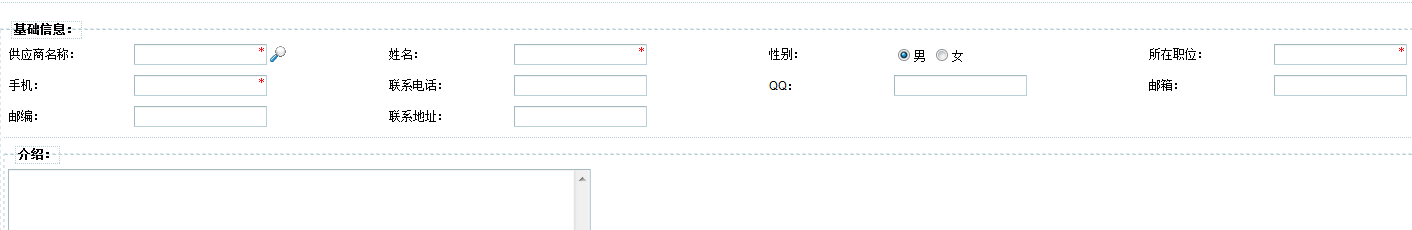 基础信息：
供应商名称： * 姓名： * 性别： 男 女 所在职位： *
手机： * 联系电话： QQ： 邮箱：
邮编： 联系地址：
介绍：